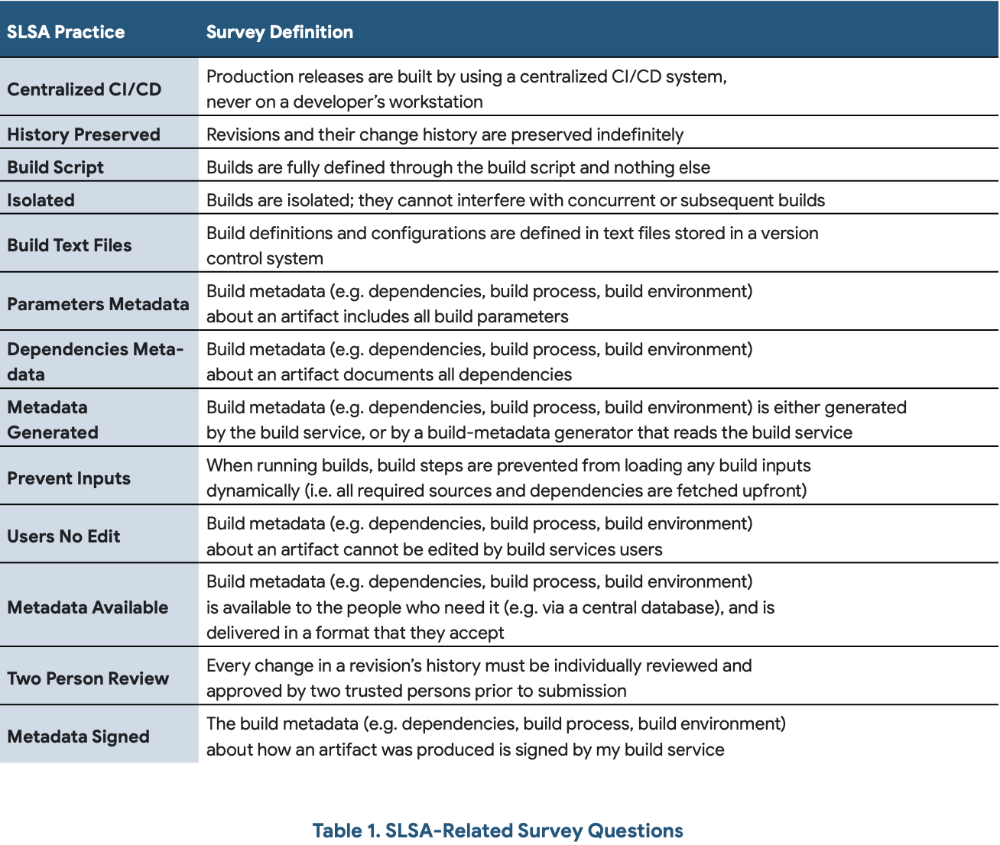 SLSA Practice
Survey Definition
Centralized CI/CD
Production releases are built by using a centralized CI/CD system,
never on a developer’s workstation
History Preserved
Revisions and their change history are preserved indefinitely
Build Script
Builds are fully defined through the build script and nothing else
Isolated
Builds are isolated; they cannot interfere with concurrent or subsequent builds
Build Text Files
Build definitions and configurations are defined in text files stored in a version
control system
Parameters Metadata
Build metadata (e.g. dependencies, build process, build environment)
about an artifact includes all build parameters
Dependencies Meta-
data
Build metadata (e.g. dependencies, build process, build environment)
about an artifact documents all dependencies
Metadata
Generated
Build metadata (e.g. dependencies, build process, build environment) is either generated
by the build service, or by a build-metadata generator that reads the build service
Prevent Inputs
When running builds, build steps are prevented from loading any build inputs
dynamically (i.e. all required sources and dependencies are fetched upfront)
Users No Edit
Build metadata (e.g. dependencies, build process, build environment)
about an artifact cannot be edited by build services users
Metadata Available
Build metadata (e.g. dependencies, build process, build environment)
is available to the people who need it (e.g. via a central database), and is
delivered in a format that they accept
Two Person Review
Every change in a revision’s history must be individually reviewed and
approved by two trusted persons prior to submission
Metadata Signed
The build metadata (e.g. dependencies, build process, build environment)
about how an artifact was produced is signed by my build service
Table 1. SLSA-Related Survey Questions